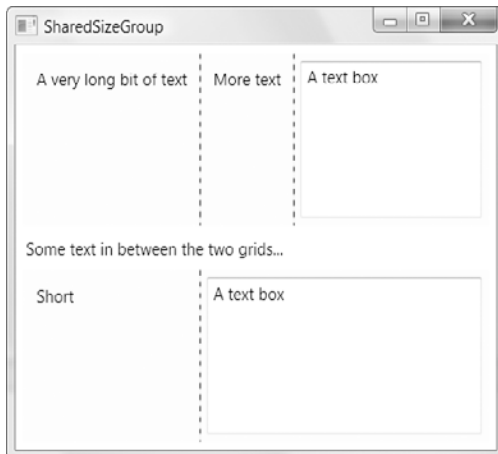 SharedSizeGroup
A very long bit of text
More text
A text box
Some text in between the two grids...
Short
A text box